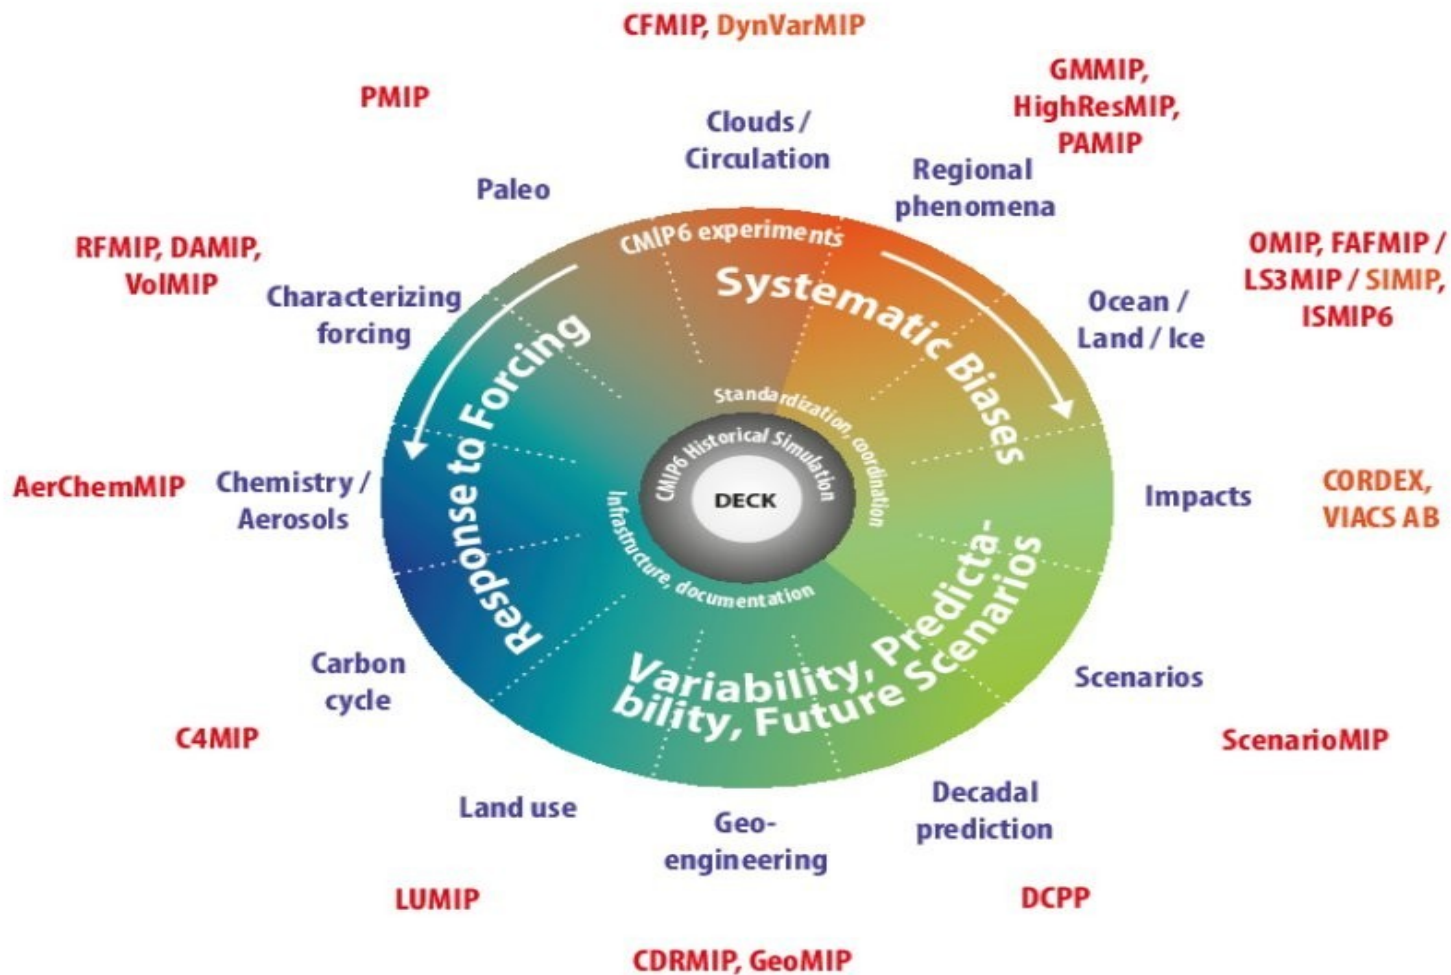 CFMIP, DynVarMIP
PMIP
GMMIP,
HighResMIP,
PAMIP
Clouds /
Circulation
Regional
phenomena
Paleo
RFMIP, DAMIP,
VolMIP
Characterizing
forcing
OMIP, FAFMIP /
LS3MIP / SIMIP,
ISMIP6
Ocean /
Land / Ice
CMIP6 experiments
Systematic Biases
Response to Forcing
Standardization, coordination
CMIP6 Historical Simulation
DECK
Infrastructure, documentation
Variability, Predicta-
bility, Future Scenarios
AerChemMIP
Chemistry /
Aerosols
Impacts
CORDEX,
VIACS AB
Carbon
cycle
C4MIP
Scenarios
ScenarioMIP
Land use
LUMIP
Geo-
engineering
CDRMIP, GeoMIP
Decadal
prediction
DCPP